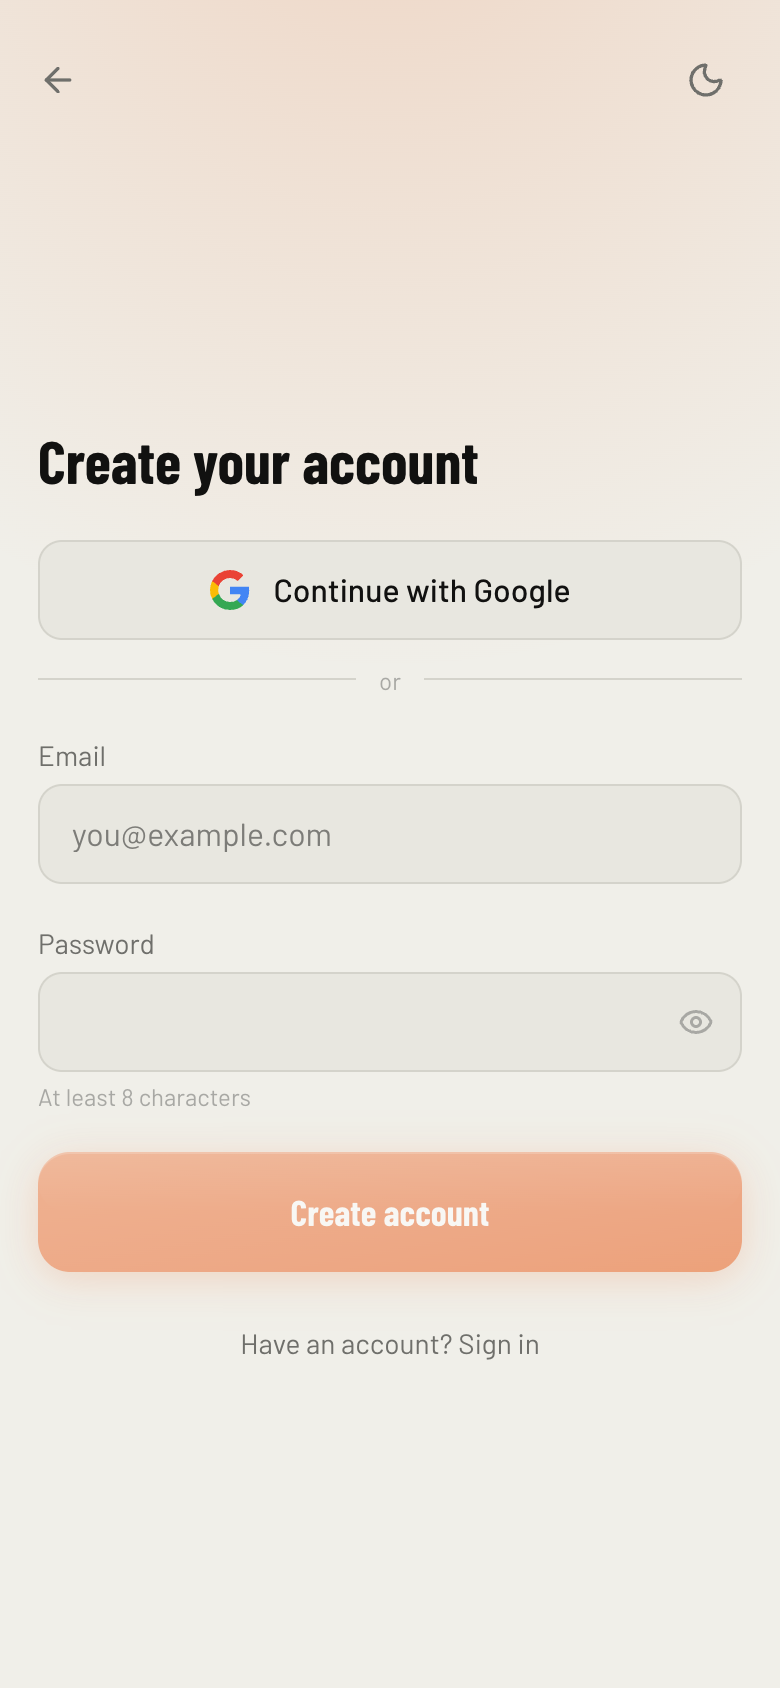 Create your account
Continue with Google
or
Email
you@example.com
Password
At least 8 characters
Create account
Have an account? Sign in